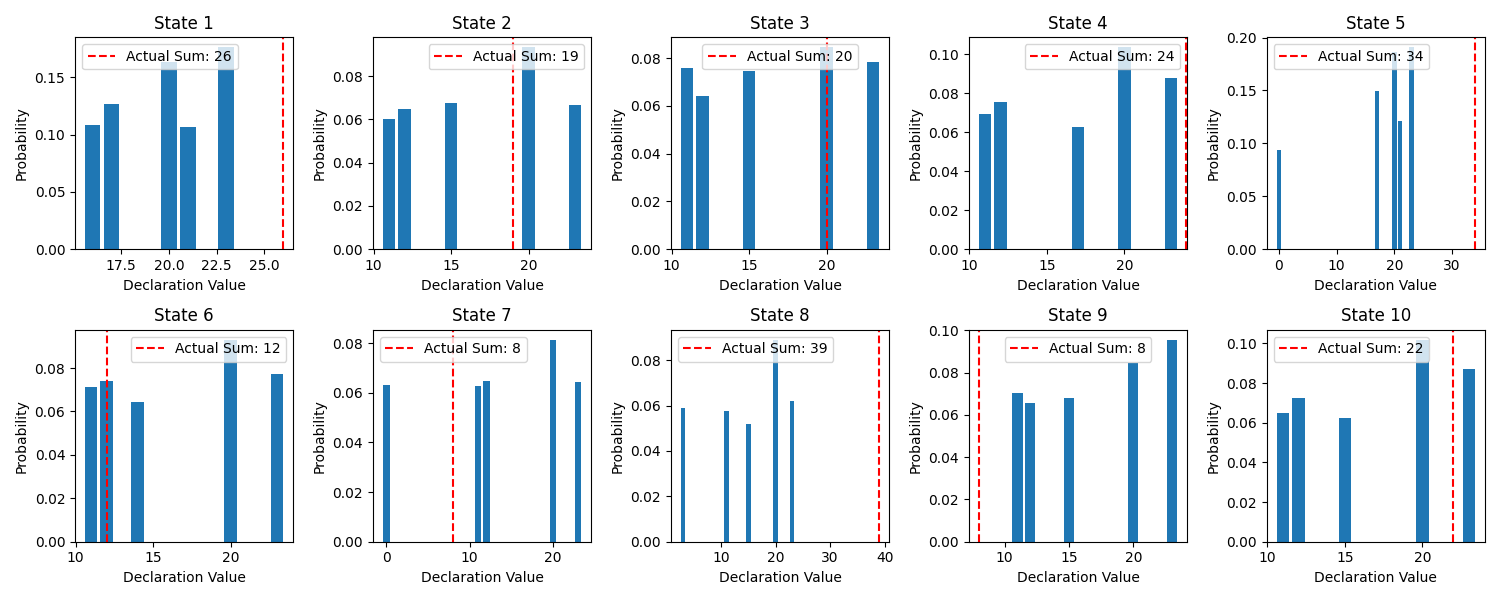 State 1
Actual Sum: 26
Probability
0.15
0.10
0.05
0.00
17.5 20.0 22.5 25.0
Declaration Value
State 2
Actual Sum: 19
Probability
0.08
0.06
0.04
0.02
0.00
10 15 20
Declaration Value
State 3
Actual Sum: 20
Probability
0.08
0.06
0.04
0.02
0.00
10 15 20
Declaration Value
State 4
Actual Sum: 24
Probability
0.10
0.08
0.06
0.04
0.02
0.00
10 15 20
Declaration Value
State 5
Actual Sum: 34
Probability
0.20
0.15
0.10
0.05
0.00
0 10 20 30
Declaration Value
State 6
Actual Sum: 12
Probability
0.08
0.06
0.04
0.02
0.00
10 15 20
Declaration Value
State 7
Actual Sum: 8
Probability
0.08
0.06
0.04
0.02
0.00
0 10 20
Declaration Value
State 8
Actual Sum: 39
Probability
0.08
0.06
0.04
0.02
0.00
10 20 30 40
Declaration Value
State 9
Actual Sum: 8
Probability
0.10
0.08
0.06
0.04
0.02
0.00
10 15 20
Declaration Value
State 10
Actual Sum: 22
Probability
0.10
0.08
0.06
0.04
0.02
0.00
10 15 20
Declaration Value